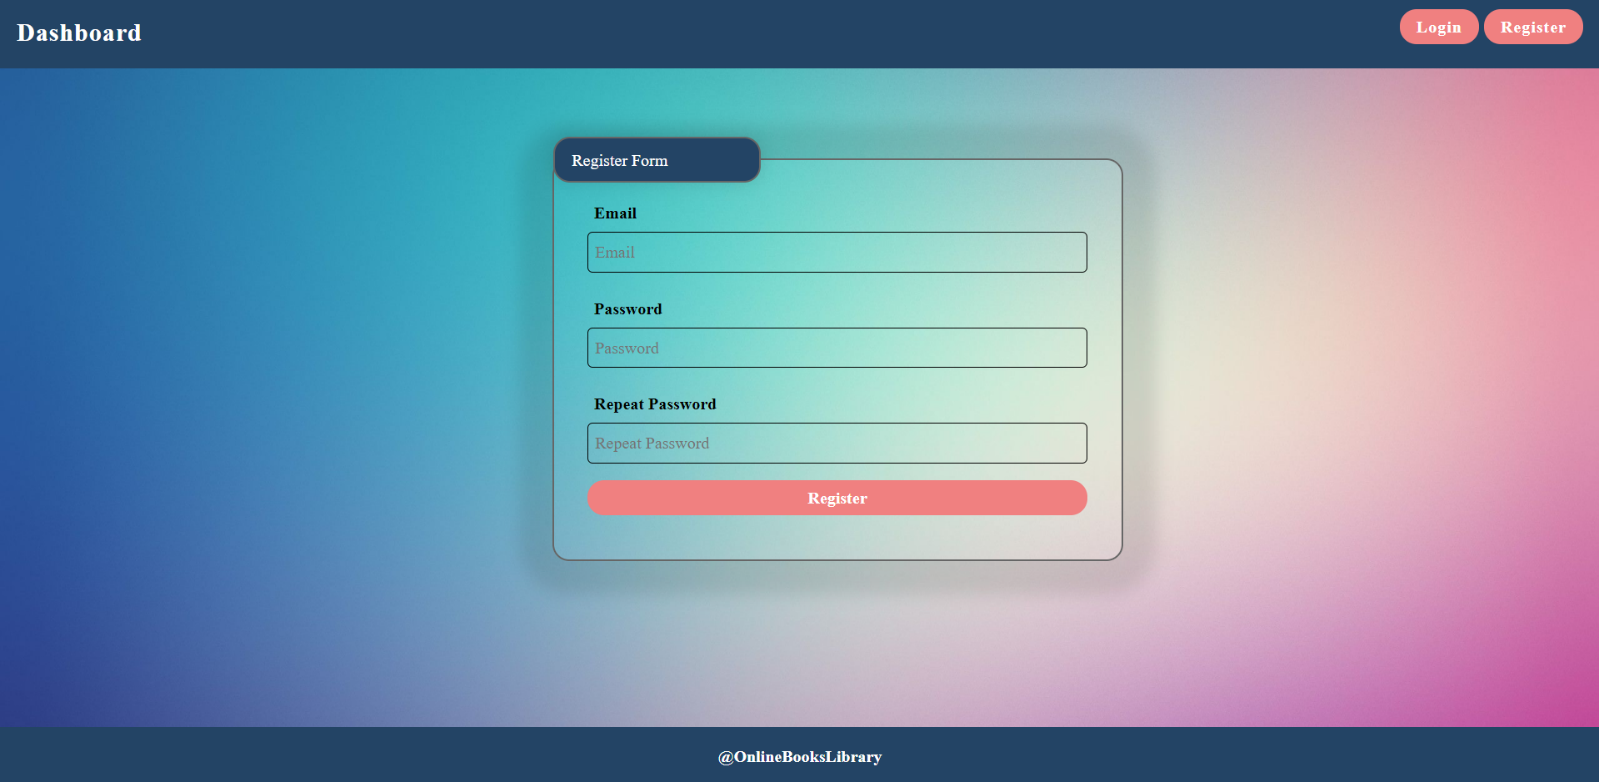 Dashboard
Login
Register
Register Form
Email
Email
Password
Password
Repeat Password
Repeat Password
Register
@OnlineBooksLibrary